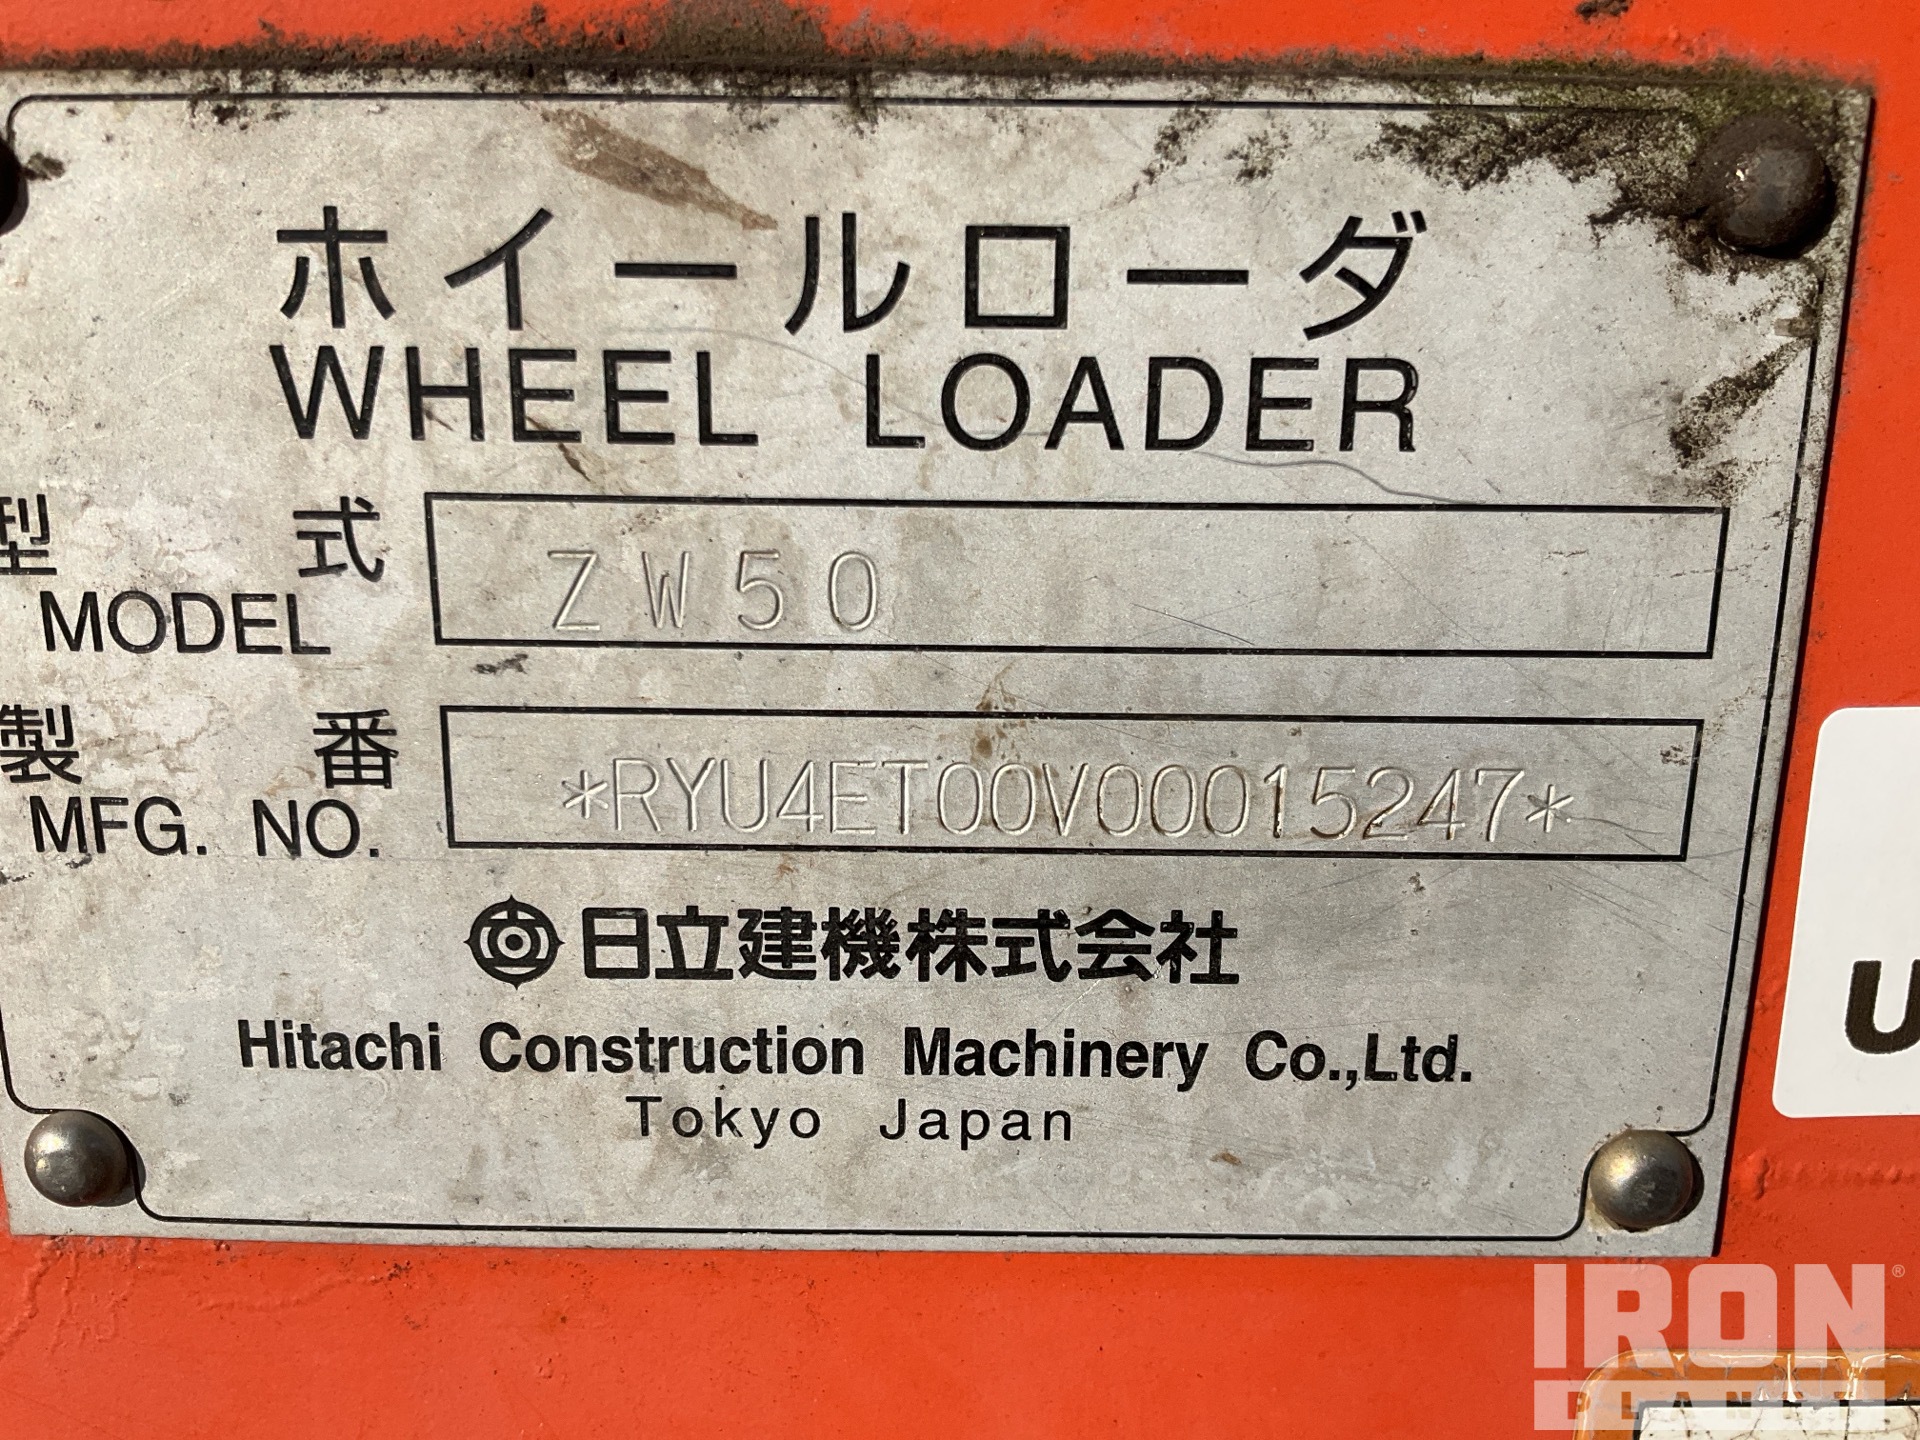 ホイールローダ
WHEEL LOADER
型式
MODEL
ZW50
製番
MFG. NO.
*RYU4ET00V00015247*
日立建機株式会社
Hitachi Construction Machinery Co.,Ltd.
Tokyo Japan
U
IRON
PLANET